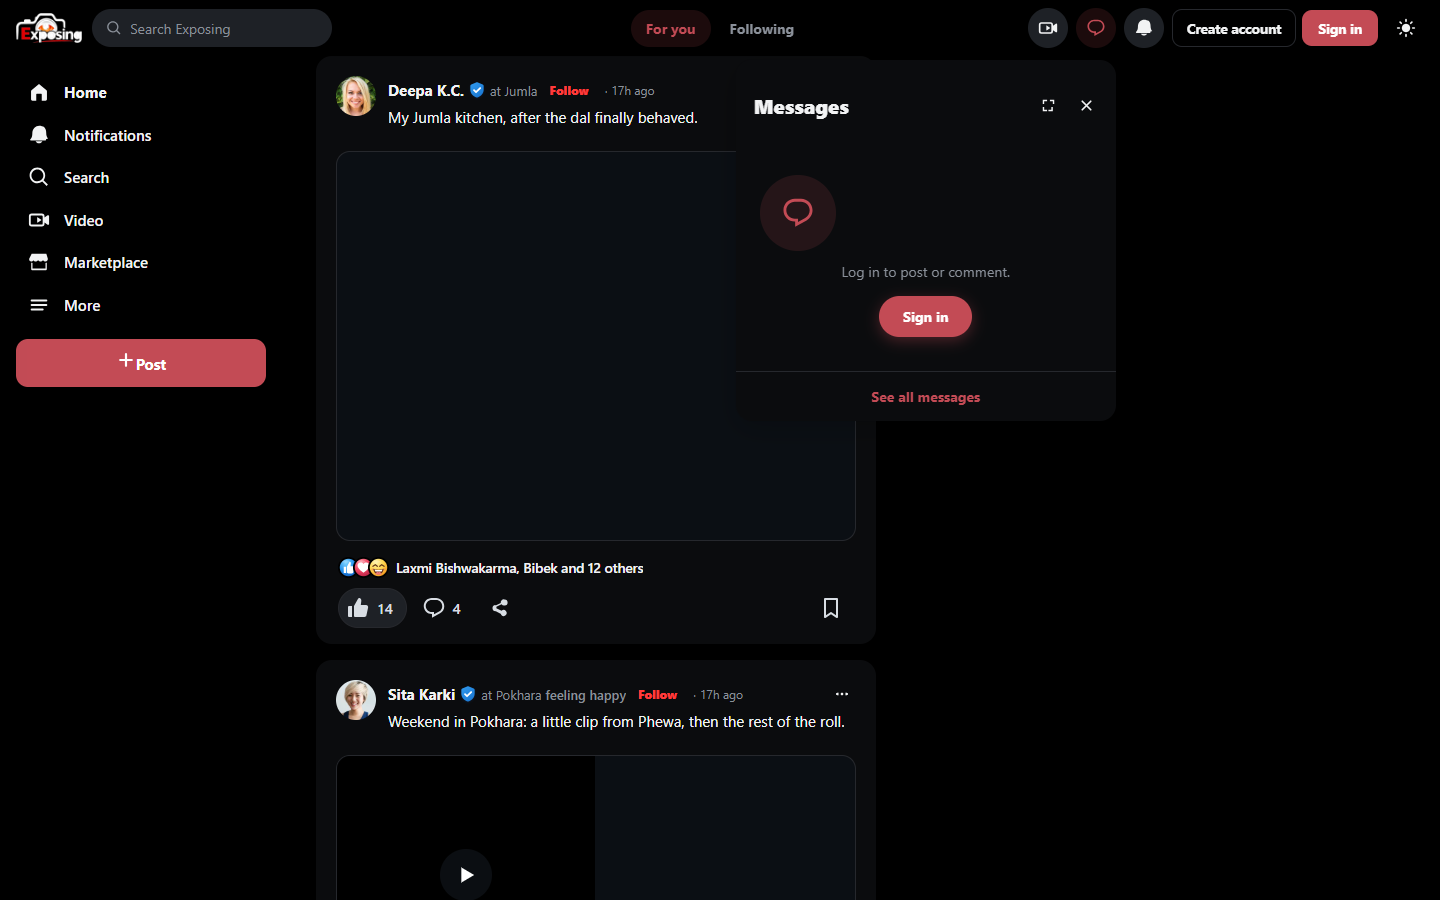 Exposing
Search Exposing
For you
Following
Create account
Sign in
Home
Notifications
Search
Video
Marketplace
More
Post
Deepa K.C. at Jumla Follow · 17h ago
My Jumla kitchen, after the dal finally behaved.
Messages
Log in to post or comment.
Sign in
See all messages
Laxmi Bishwakarma, Bibek and 12 others
14
4
Sita Karki at Pokhara feeling happy Follow · 17h ago
Weekend in Pokhara: a little clip from Phewa, then the rest of the roll.